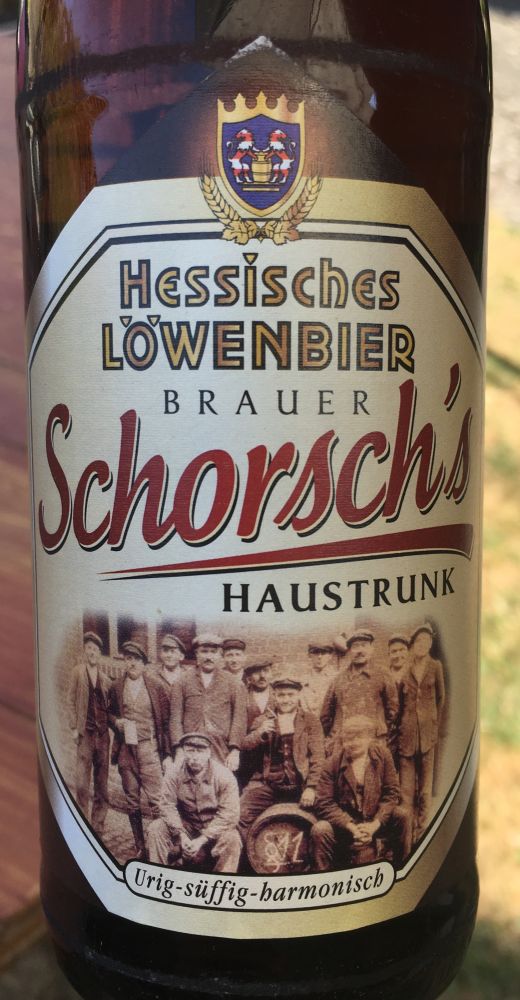 Hessisches
LÖWENBIER
BRAUER
Schorsch's
HAUSTRUNK
Urig-süffig-harmonisch